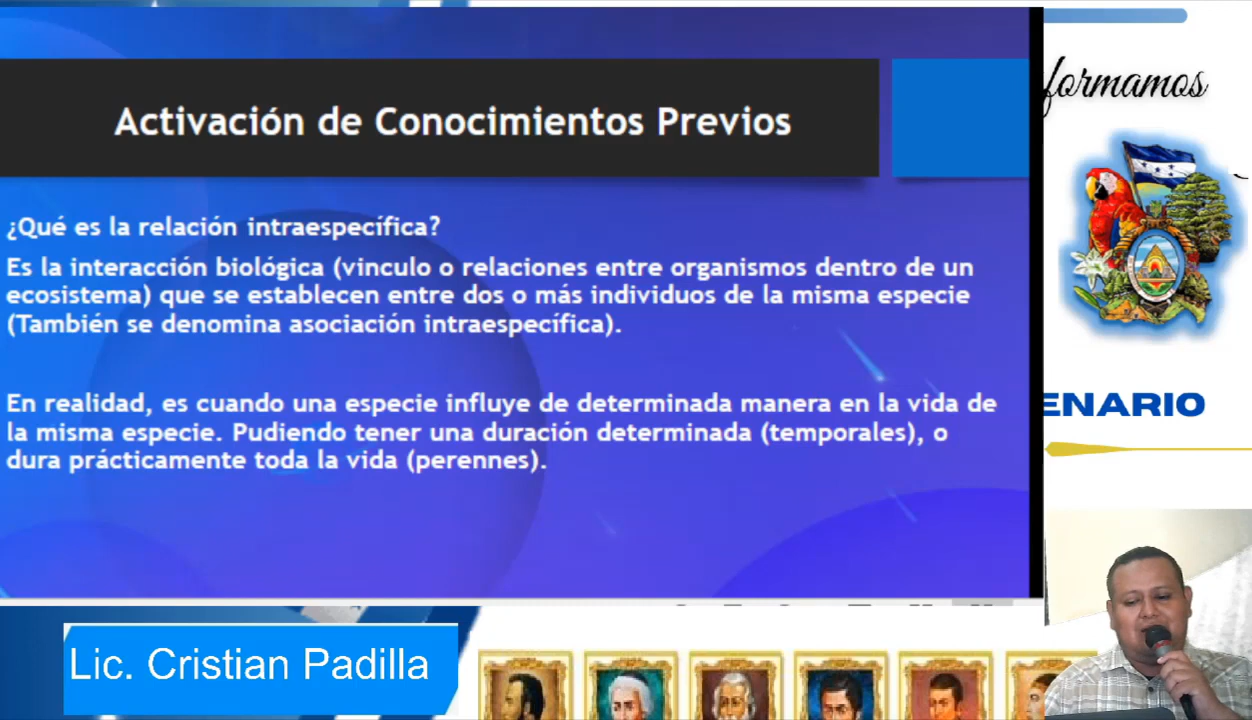 Activación de Conocimientos Previos
¿Qué es la relación intraespecífica?
Es la interacción biológica (vinculo o relaciones entre organismos dentro de un
ecosistema) que se establecen entre dos o más individuos de la misma especie
(También se denomina asociación intraespecífica).
En realidad, es cuando una especie influye de determinada manera en la vida de
la misma especie. Pudiendo tener una duración determinada (temporales), o
dura prácticamente toda la vida (perennes).
formamos
ENARIO
Lic. Cristian Padilla